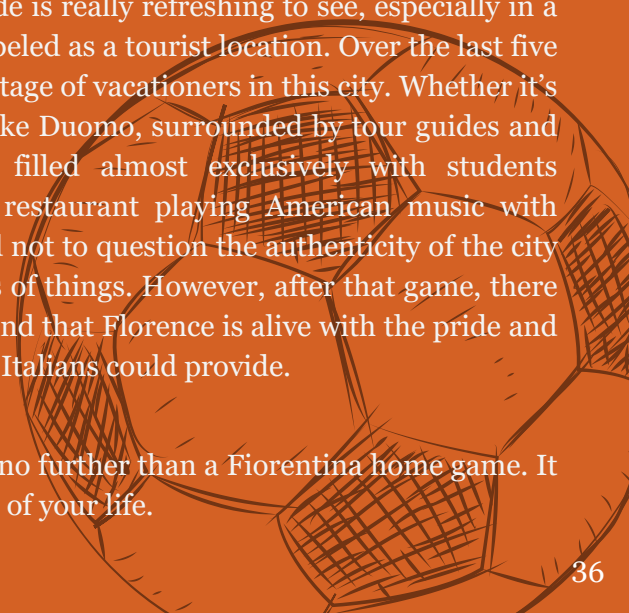 de is really refreshing to see, especially in a
beled as a tourist location. Over the last five
tage of vacationers in this city. Whether it's
ke Duomo, surrounded by tour guides and
filled almost exclusively with students
restaurant playing American music with
not to question the authenticity of the city
s of things. However, after that game, there
nd that Florence is alive with the pride and
Italians could provide.
no further than a Fiorentina home game. It
of your life.
36